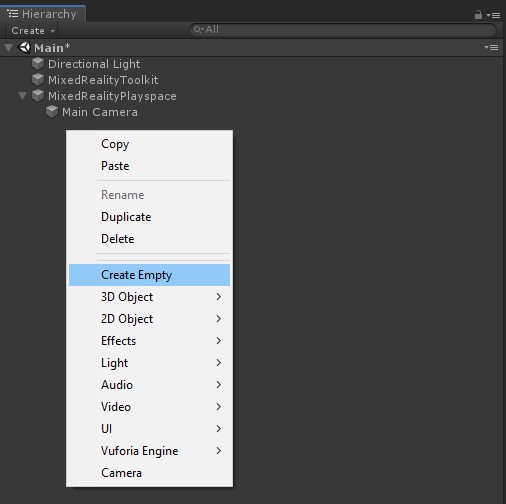 Hierarchy
Create
All
Main*
Directional Light
MixedRealityToolkit
MixedRealityPlayspace
Main Camera
Copy
Paste
Rename
Duplicate
Delete
Create Empty
3D Object
2D Object
Effects
Light
Audio
Video
UI
Vuforia Engine
Camera